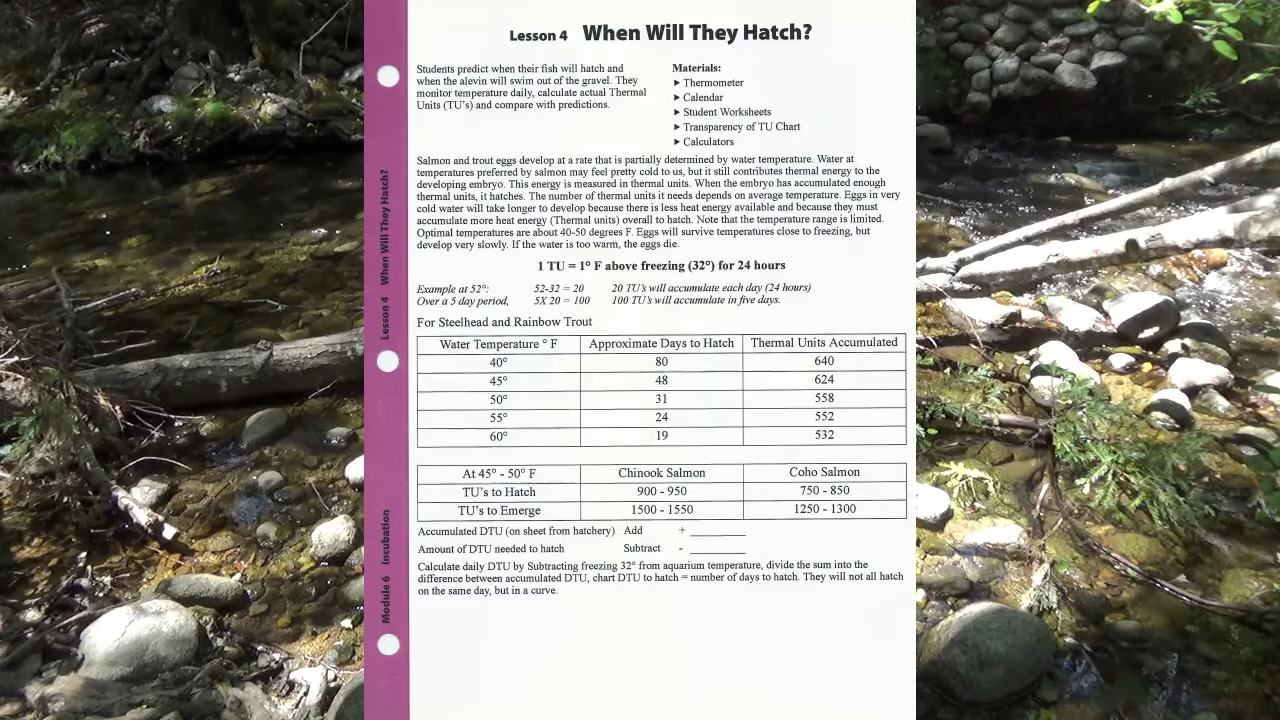 Lesson 4 When Will They Hatch?
Students predict when their fish will hatch and
when the alevin will swim out of the gravel. They
monitor temperature daily, calculate actual Thermal
Units (TU's) and compare with predictions.
Materials:
▶ Thermometer
▶ Calendar
▶ Student Worksheets
▶ Transparency of TU Chart
▶ Calculators
Salmon and trout eggs develop at a rate that is partially determined by water temperature. Water at
temperatures preferred by salmon may feel pretty cold to us, but it still contributes thermal energy to the
developing embryo. This energy is measured in thermal units. When the embryo has accumulated enough
thermal units, it hatches. The number of thermal units it needs depends on average temperature. Eggs in very
cold water will take longer to develop because there is less heat energy available and because they must
accumulate more heat energy (Thermal units) overall to hatch. Note that the temperature range is limited.
Optimal temperatures are about 40-50 degrees F. Eggs will survive temperatures close to freezing, but
develop very slowly. If the water is too warm, the eggs die.
1 TU = 1° F above freezing (32°) for 24 hours
Example at 52°: 52-32 = 20 20 TU's will accumulate each day (24 hours)
Over a 5 day period, 5X 20 = 100 100 TU's will accumulate in five days.
For Steelhead and Rainbow Trout
Water Temperature ° F Approximate Days to Hatch Thermal Units Accumulated
40° 80 640
45° 48 624
50° 31 558
55° 24 552
60° 19 532
At 45° - 50° F Chinook Salmon Coho Salmon
TU's to Hatch 900 - 950 750 - 850
TU's to Emerge 1500 - 1550 1250 - 1300
Accumulated DTU (on sheet from hatchery) Add + ________
Amount of DTU needed to hatch Subtract - ________
Calculate daily DTU by Subtracting freezing 32° from aquarium temperature, divide the sum into the
difference between accumulated DTU, chart DTU to hatch = number of days to hatch. They will not all hatch
on the same day, but in a curve.
Module 6 Incubation Lesson 4 When Will They Hatch?